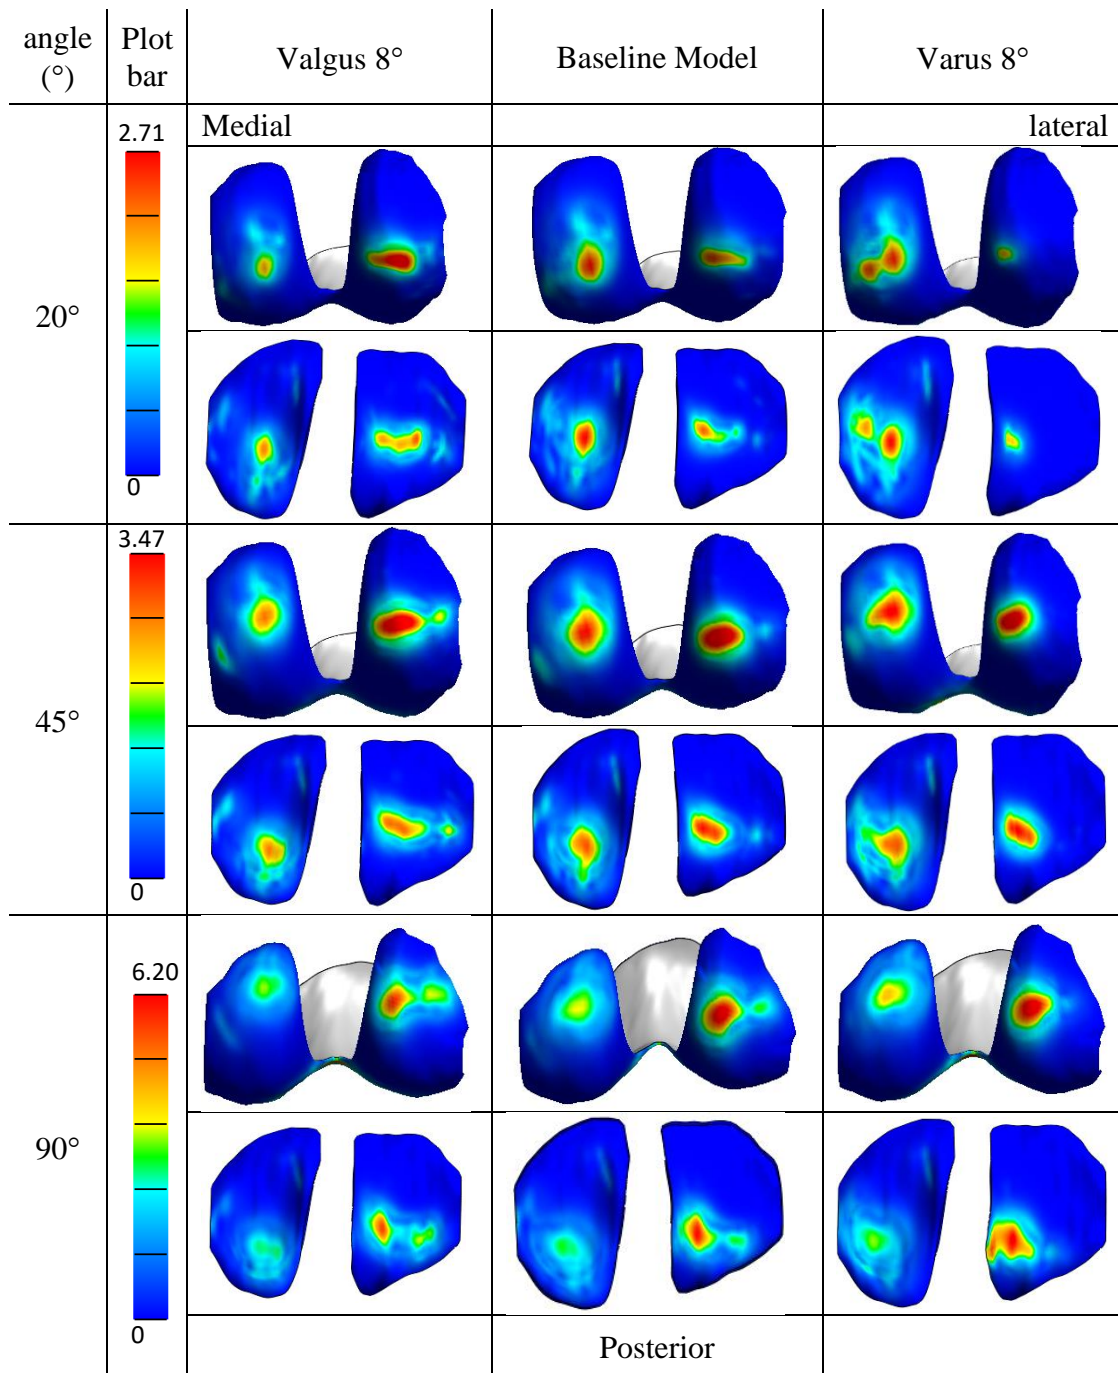 angle
(°)
Plot
bar
Valgus 8°
Baseline Model
Varus 8°
Medial
lateral
20°
2.71
0
45°
3.47
0
90°
6.20
0
Posterior